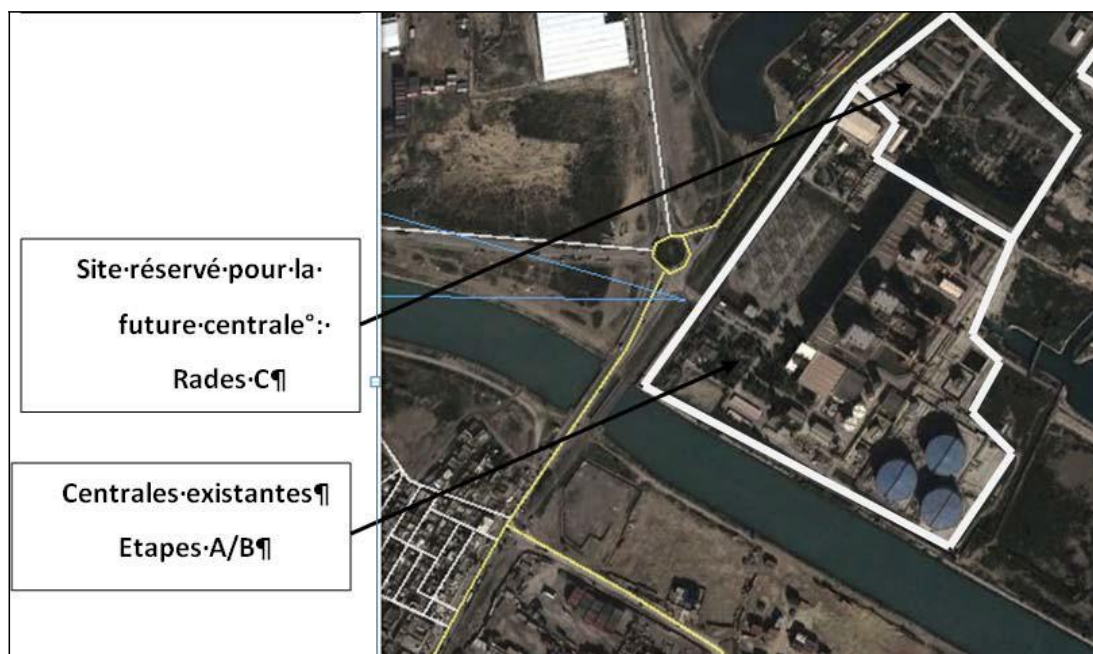 Site·réservé·pour·la·
future·centrale°:·
Rades·C¶
Centrales·existantes¶
Etapes·A/B¶